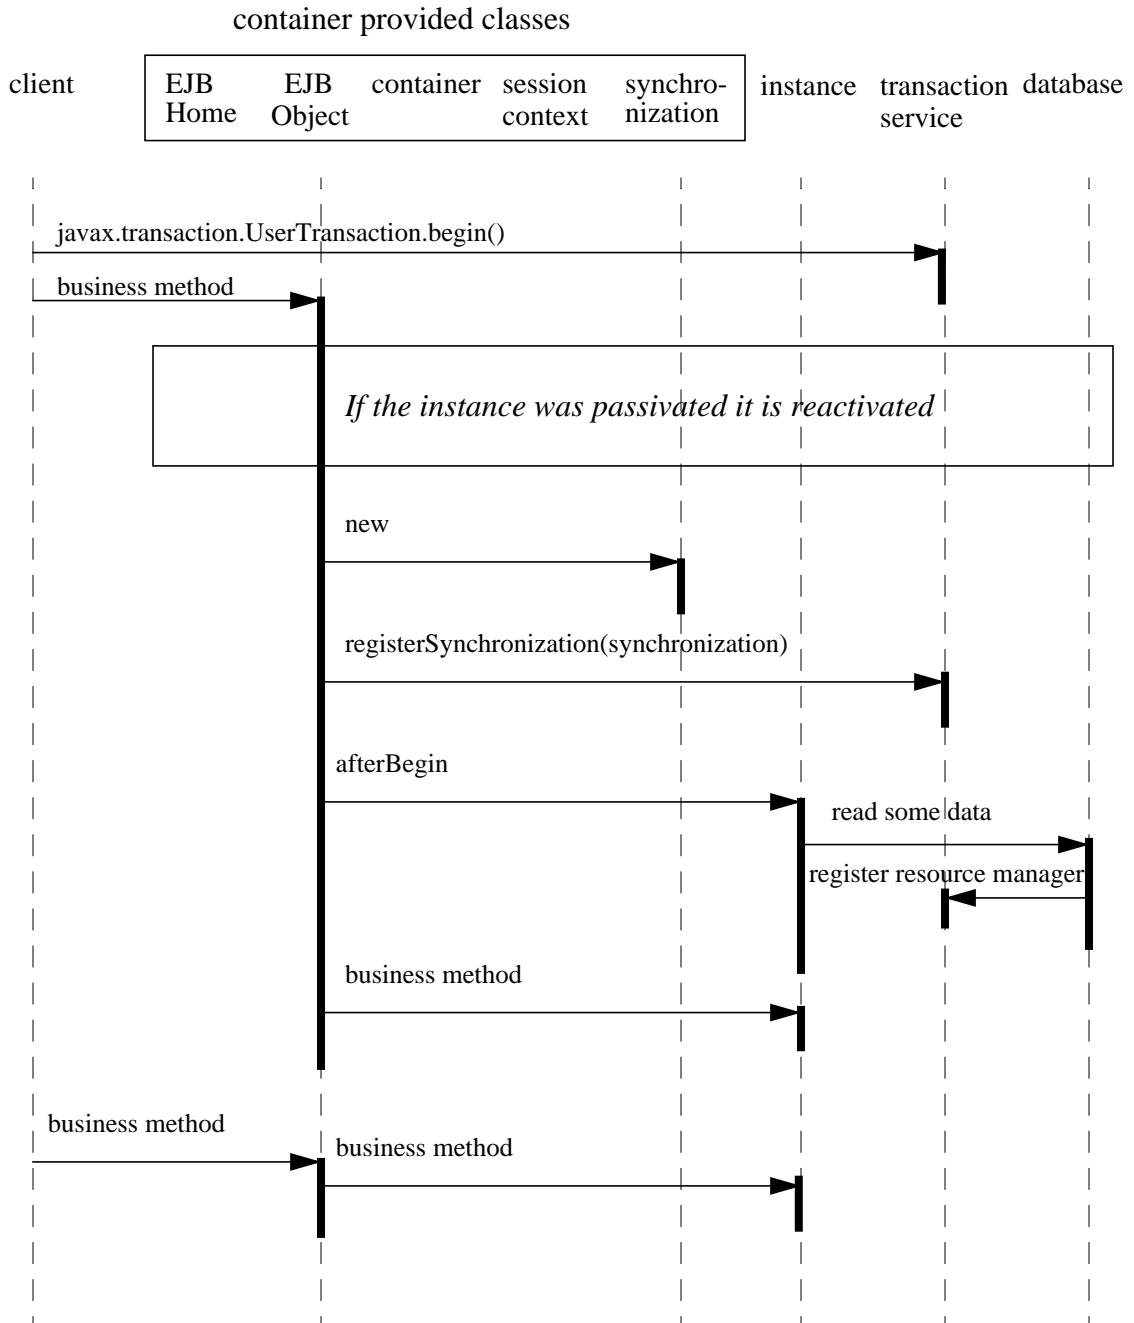 container provided classes
client
EJB
Home
EJB
Object
container
session
context
synchro-
nization
instance
transaction
service
database
javax.transaction.UserTransaction.begin()
business method
If the instance was passivated it is reactivated
new
registerSynchronization(synchronization)
afterBegin
read some data
register resource manager
business method
business method
business method